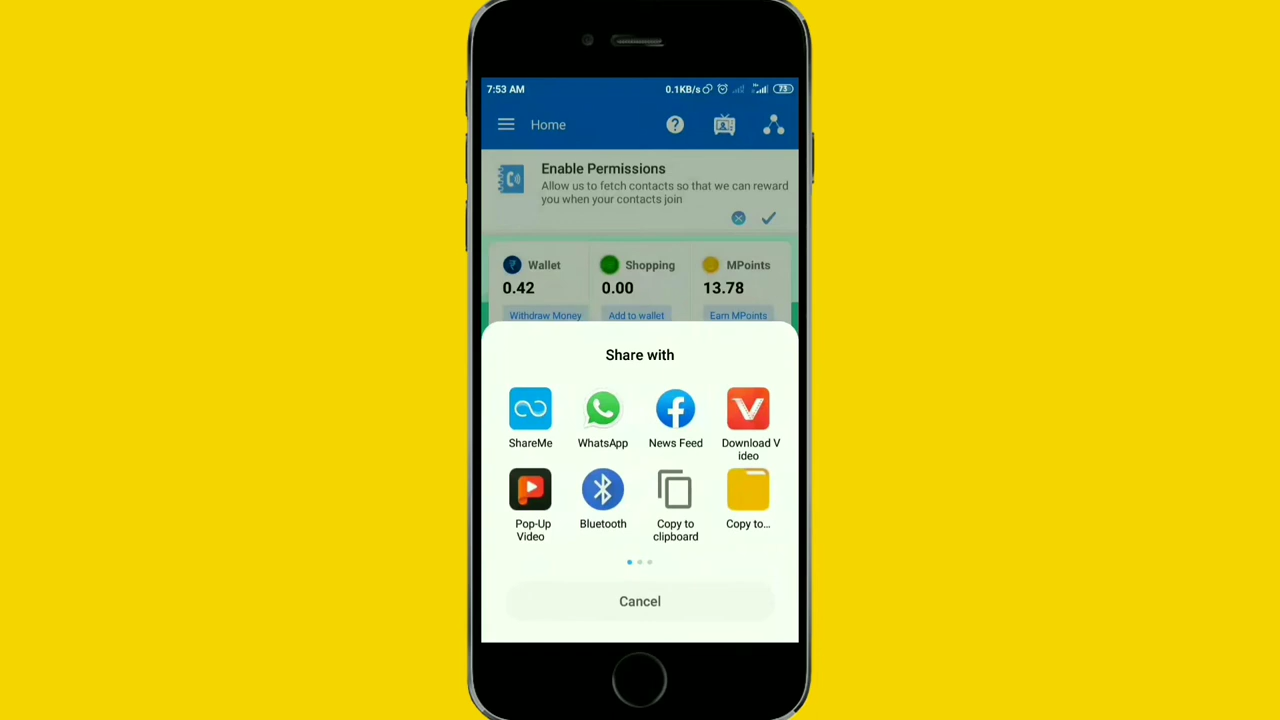 7:53 AM 0.1KB/s 73
Home
Enable Permissions
Allow us to fetch contacts so that we can reward
you when your contacts join
Wallet Shopping MPoints
0.42 0.00 13.78
Withdraw Money Add to wallet Earn MPoints
Share with
ShareMe WhatsApp News Feed Download V
ideo
Pop-Up Bluetooth Copy to Copy to...
Video clipboard
Cancel